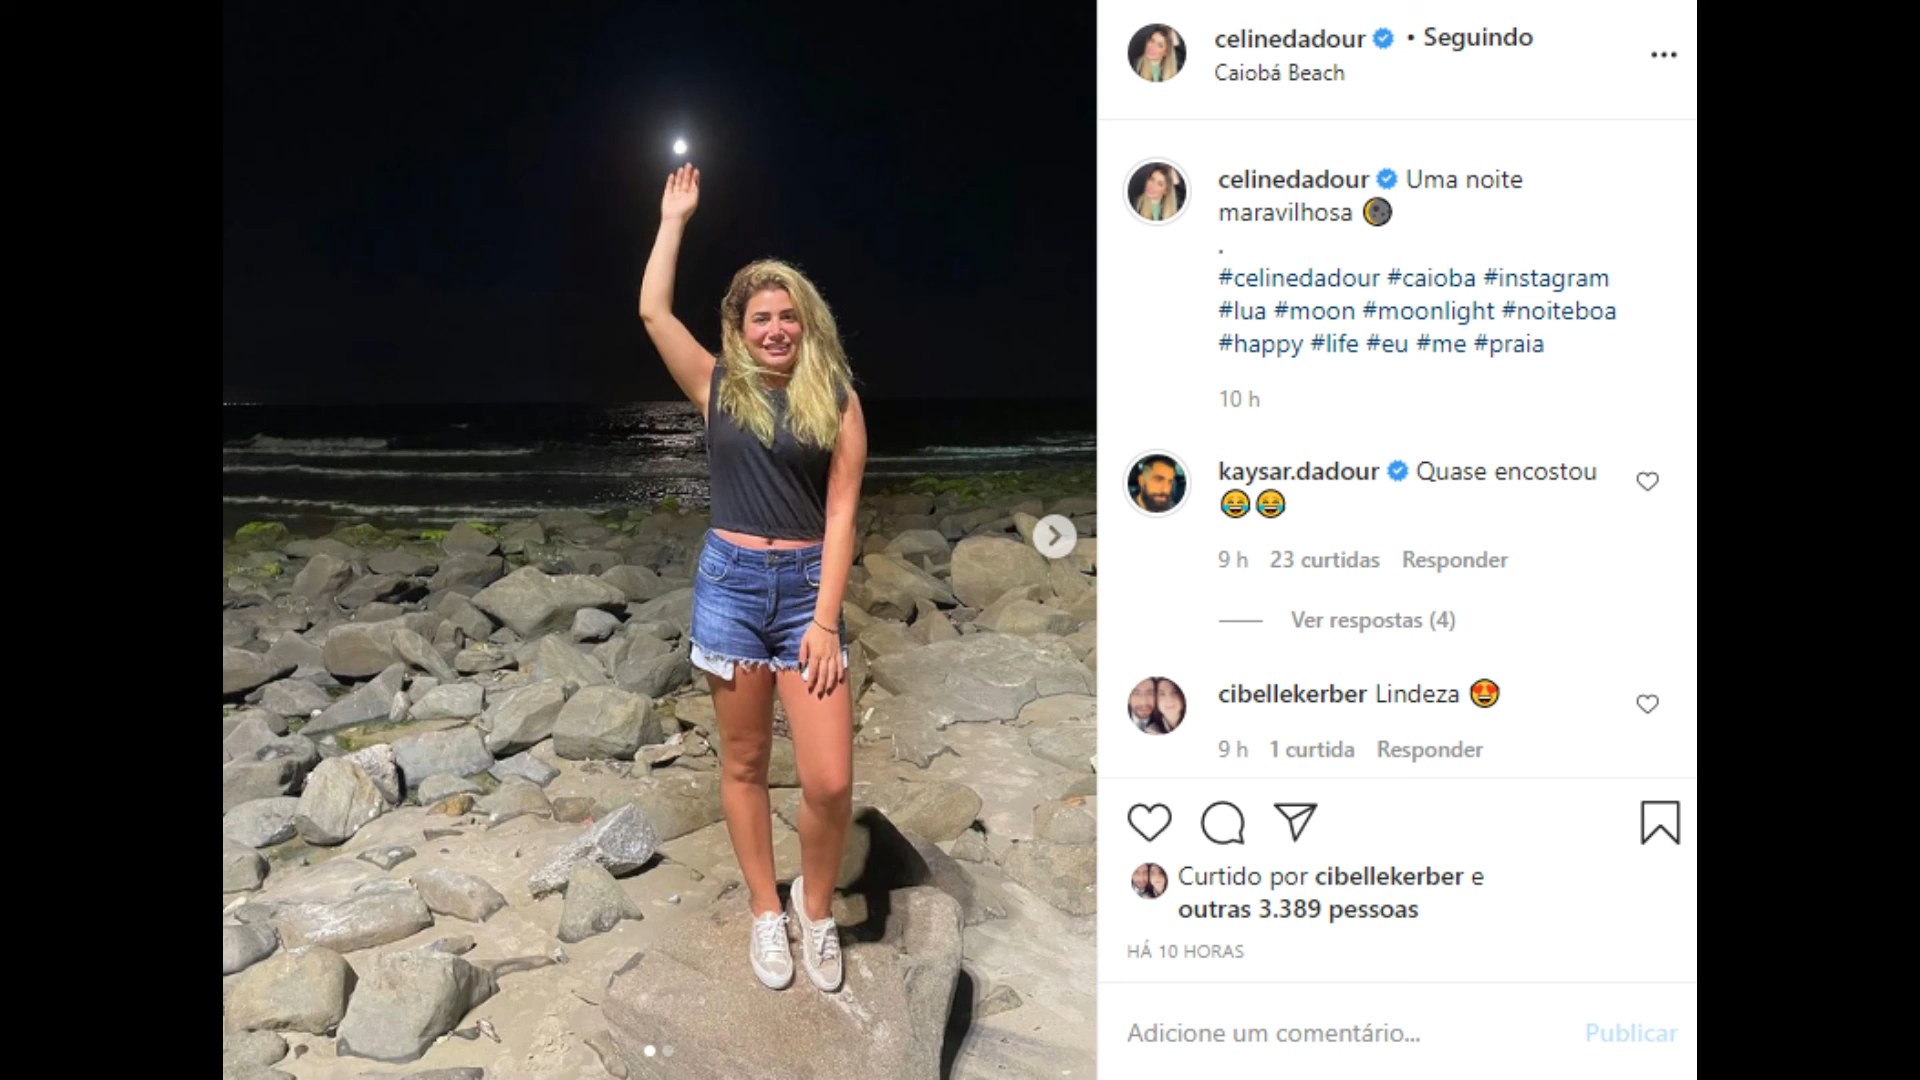 celinedadour • Seguindo
Caiobá Beach
celinedadour Uma noite
maravilhosa 🌘
.
#celinedadour #caioba #instagram
#lua #moon #moonlight #noiteboa
#happy #life #eu #me #praia
10 h
kaysar.dadour Quase encostou
😂😂
9 h 23 curtidas Responder
Ver respostas (4)
cibellekerber Lindeza 😍
9 h 1 curtida Responder
Curtido por cibellekerber e
outras 3.389 pessoas
HÁ 10 HORAS
Adicione um comentário... Publicar